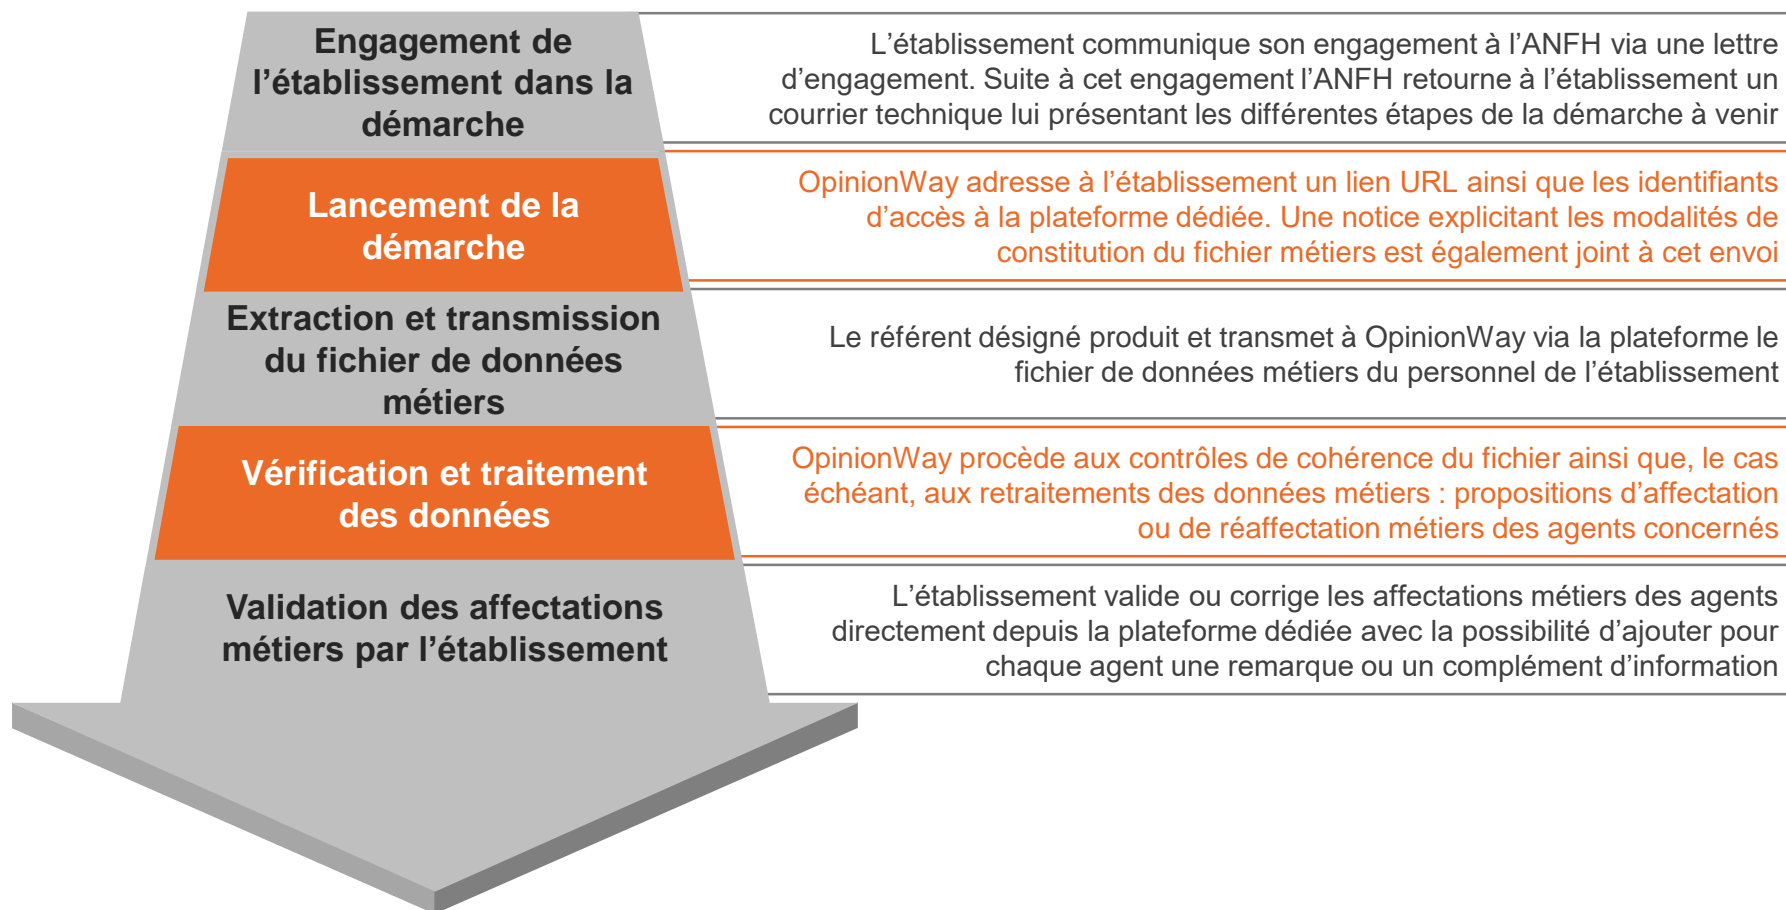 Engagement de
l’établissement dans la
démarche
L’établissement communique son engagement à l’ANFH via une lettre
d’engagement. Suite à cet engagement l’ANFH retourne à l’établissement un
courrier technique lui présentant les différentes étapes de la démarche à venir
Lancement de la
démarche
OpinionWay adresse à l’établissement un lien URL ainsi que les identifiants
d’accès à la plateforme dédiée. Une notice explicitant les modalités de
constitution du fichier métiers est également joint à cet envoi
Extraction et transmission
du fichier de données
métiers
Le référent désigné produit et transmet à OpinionWay via la plateforme le
fichier de données métiers du personnel de l’établissement
Vérification et traitement
des données
OpinionWay procède aux contrôles de cohérence du fichier ainsi que, le cas
échéant, aux retraitements des données métiers : propositions d’affectation
ou de réaffectation métiers des agents concernés
Validation des affectations
métiers par l’établissement
L’établissement valide ou corrige les affectations métiers des agents
directement depuis la plateforme dédiée avec la possibilité d’ajouter pour
chaque agent une remarque ou un complément d’information